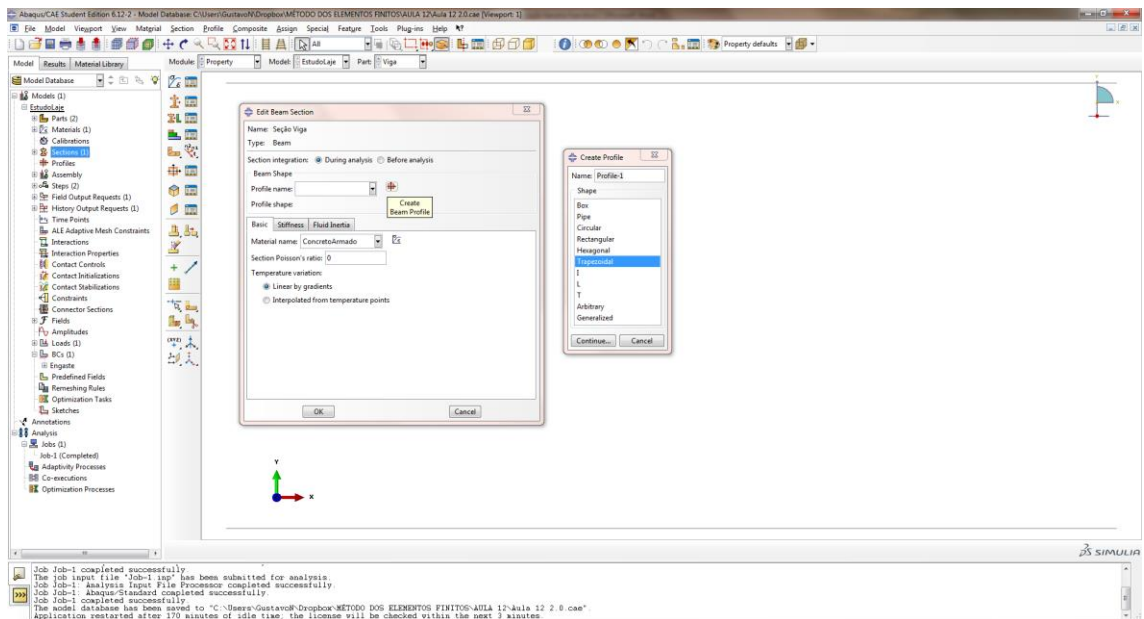 Abaqus/CAE Student Edition 6.12-2 - Model Database: C:\Users\GustavoN\Dropbox\MÉTODO DOS ELEMENTOS FINITOS\AULA 12\Aula 12 2.0.cae [Viewport: 1]
File Model Viewport View Material Section Profile Composite Assign Special Feature Tools Plug-ins Help
All Property defaults
Model Results Material Library Module: Property Model: EstudoLaje Part: Viga
Model Database
Models (1)
EstudoLaje
Parts (2)
Materials (1)
Calibrations
Sections (1)
Profiles
Assembly
Steps (2)
Field Output Requests (1)
History Output Requests (1)
Time Points
ALE Adaptive Mesh Constraints
Interactions
Interaction Properties
Contact Controls
Contact Initializations
Contact Stabilizations
Constraints
Connector Sections
Fields
Amplitudes
Loads (1)
BCs (1)
Engaste
Predefined Fields
Remeshing Rules
Optimization Tasks
Sketches
Annotations
Analysis
Jobs (1)
Job-1 (Completed)
Adaptivity Processes
Co-executions
Optimization Processes
Edit Beam Section
Name: Seção Viga
Type: Beam
Section integration: During analysis Before analysis
Beam Shape
Profile name:
Profile shape:
Create
Beam Profile
Basic Stiffness Fluid Inertia
Material name: ConcretoArmado
Section Poisson's ratio: 0
Temperature variation:
Linear by gradients
Interpolated from temperature points
OK Cancel
Create Profile
Name: Profile-1
Shape
Box
Pipe
Circular
Rectangular
Hexagonal
Trapezoidal
I
L
T
Arbitrary
Generalized
Continue... Cancel
Y
X
SIMULIA
Job Job-1 completed successfully.
The job input file "Job-1.inp" has been submitted for analysis.
Job Job-1: Analysis Input File Processor completed successfully.
Job Job-1: Abaqus/Standard completed successfully.
Job Job-1 completed successfully.
The model database has been saved to "C:\Users\GustavoN\Dropbox\MÉTODO DOS ELEMENTOS FINITOS\AULA 12\Aula 12 2.0.cae".
Application restarted after 170 minutes of idle time; the license will be checked within the next 3 minutes.